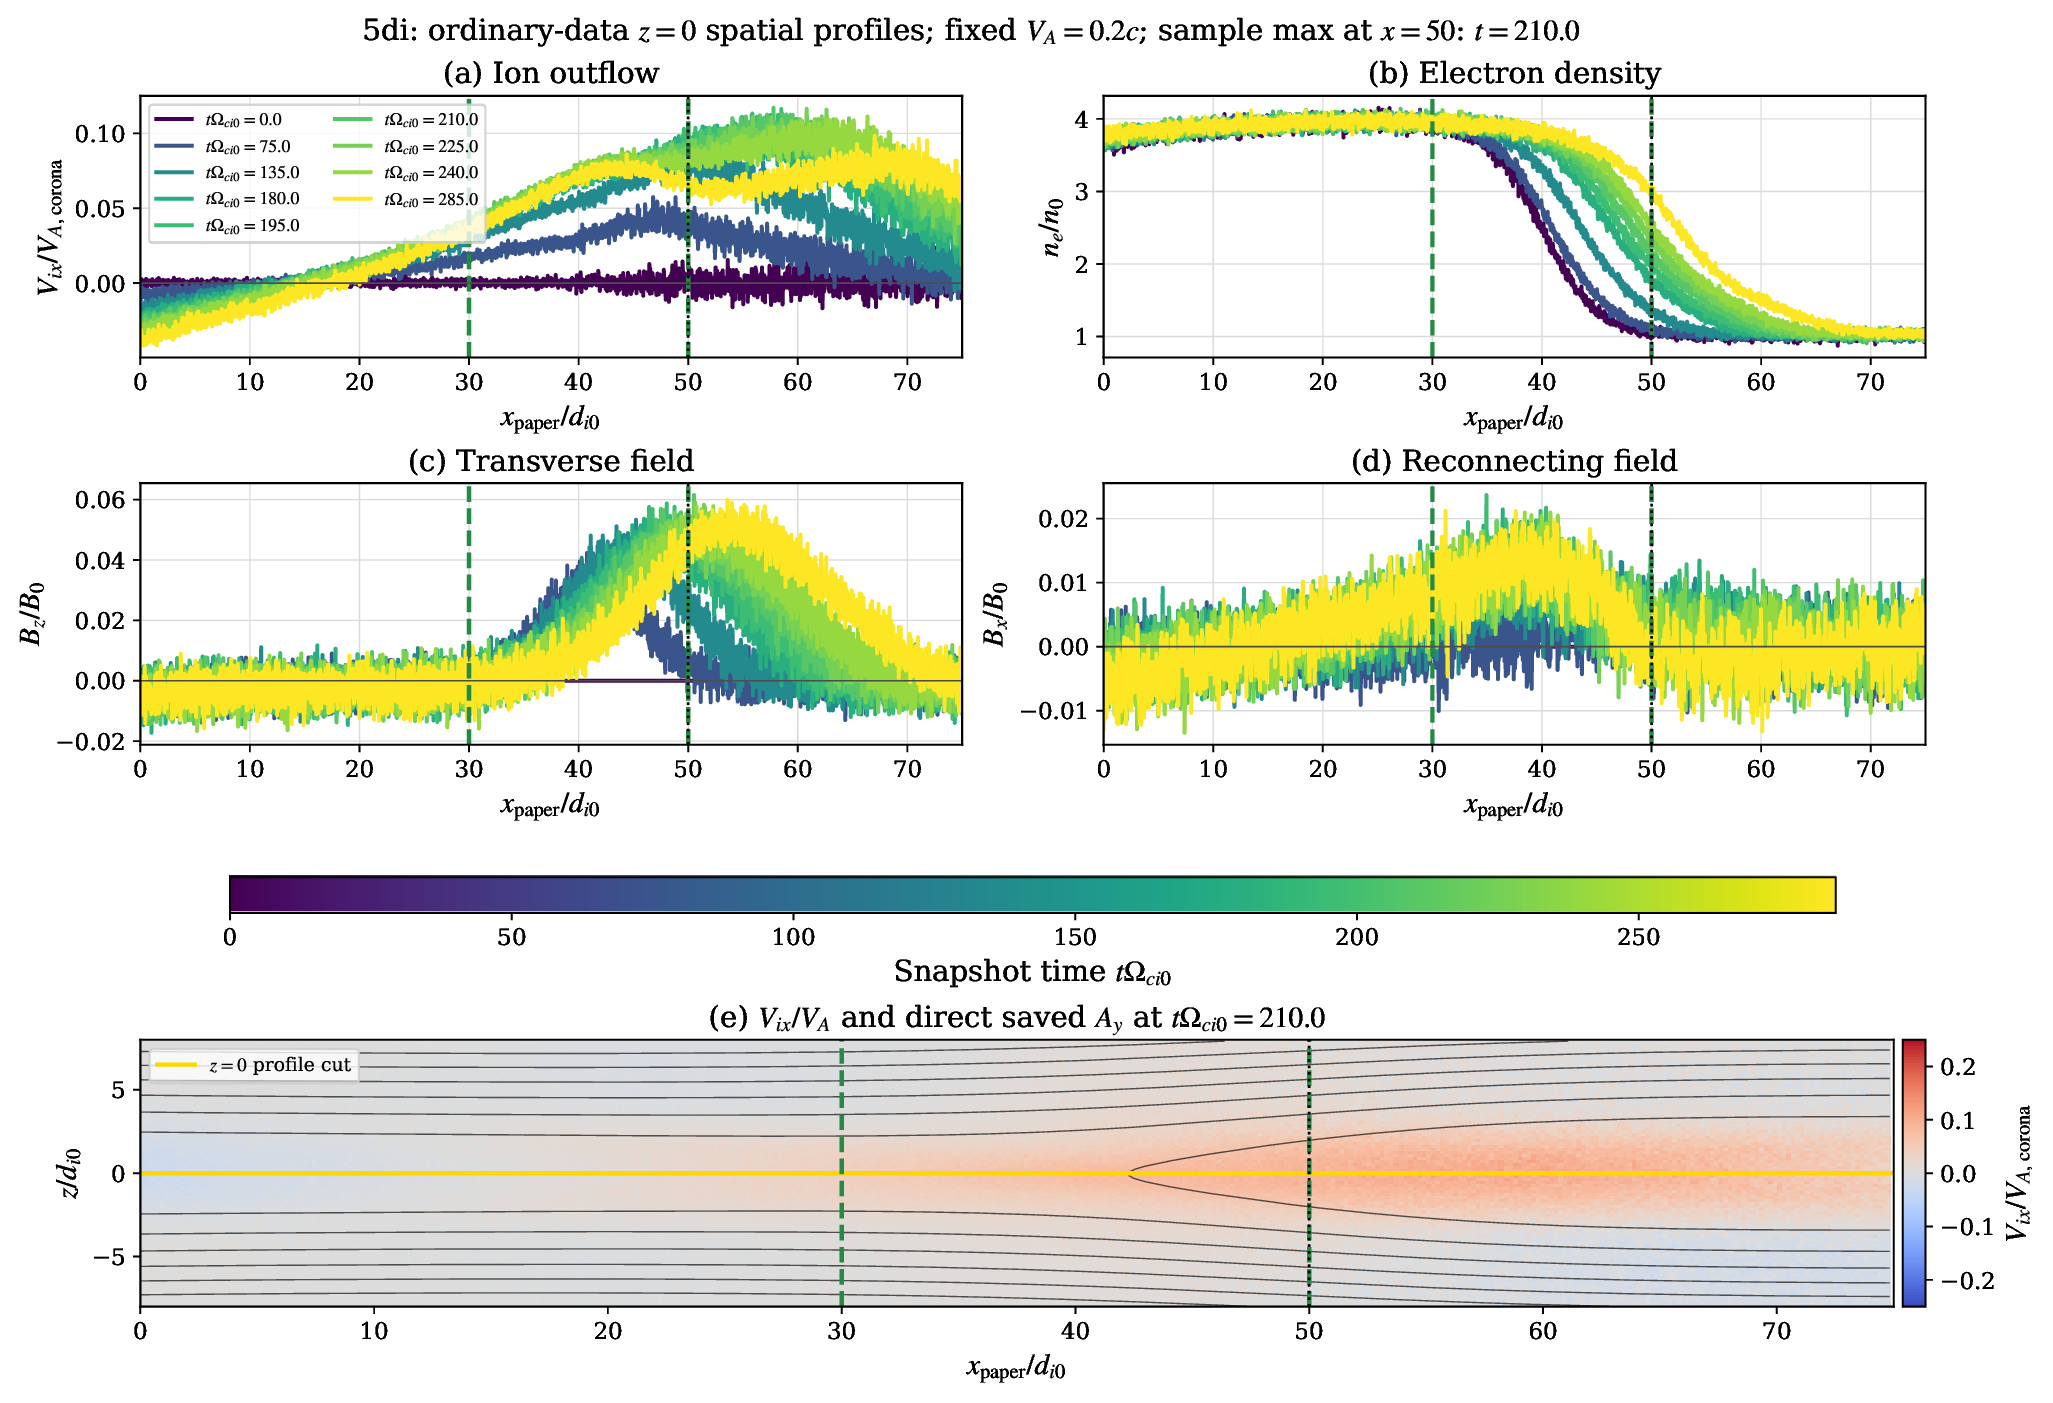 5di: ordinary-data z = 0 spatial profiles; fixed V_A = 0.2c; sample max at x = 50: t = 210.0
(a) Ion outflow
(b) Electron density
V_ix/V_A, corona
0.10
0.05
0.00
tΩ_ci0 = 0.0
tΩ_ci0 = 75.0
tΩ_ci0 = 135.0
tΩ_ci0 = 180.0
tΩ_ci0 = 195.0
tΩ_ci0 = 210.0
tΩ_ci0 = 225.0
tΩ_ci0 = 240.0
tΩ_ci0 = 285.0
0 10 20 30 40 50 60 70
x_paper/d_i0
n_e/n_0
4
3
2
1
0 10 20 30 40 50 60 70
x_paper/d_i0
(c) Transverse field
(d) Reconnecting field
B_z/B_0
0.06
0.04
0.02
0.00
−0.02
0 10 20 30 40 50 60 70
x_paper/d_i0
B_x/B_0
0.02
0.01
0.00
−0.01
0 10 20 30 40 50 60 70
x_paper/d_i0
0 50 100 150 200 250
Snapshot time tΩ_ci0
(e) V_ix/V_A and direct saved A_y at tΩ_ci0 = 210.0
z = 0 profile cut
z/d_i0
5
0
−5
0 10 20 30 40 50 60 70
x_paper/d_i0
0.2
0.1
0.0
−0.1
−0.2
V_ix/V_A, corona